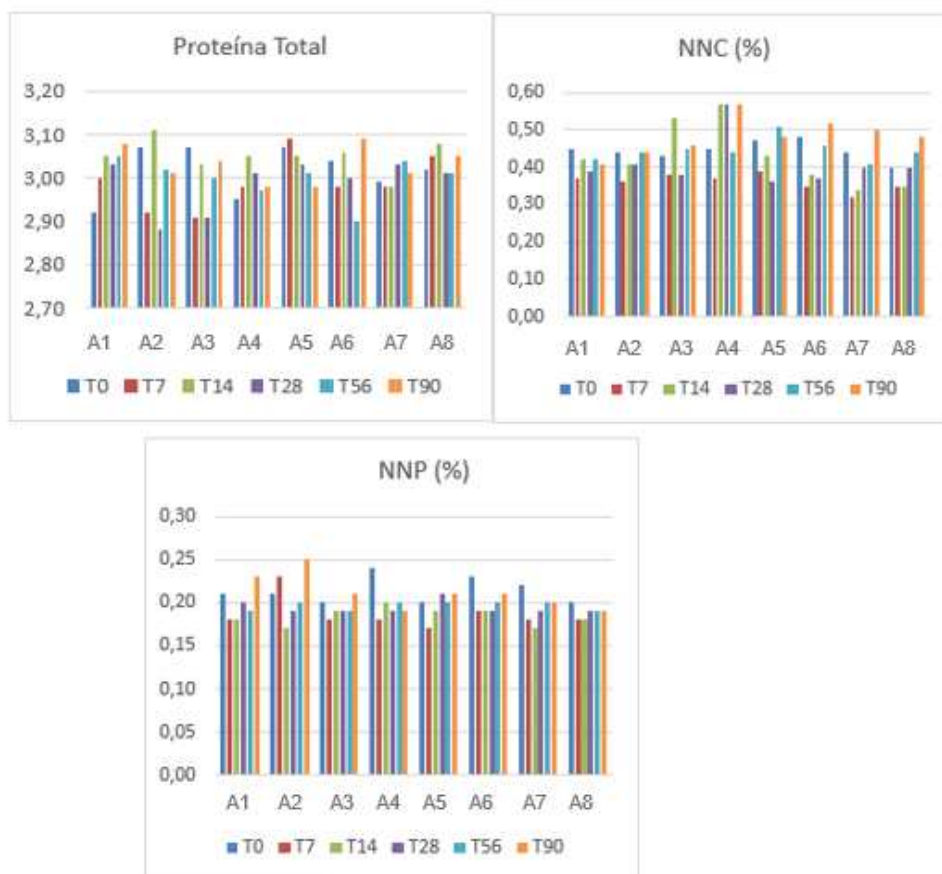 Proteína Total
3,20
3,10
3,00
2,90
2,80
2,70
A1 A2 A3 A4 A5 A6 A7 A8
T0 T7 T14 T28 T56 T90
NNC (%)
0,60
0,50
0,40
0,30
0,20
0,10
0,00
A1 A2 A3 A4 A5 A6 A7 A8
T0 T7 T14 T28 T56 T90
NNP (%)
0,30
0,25
0,20
0,15
0,10
0,05
0,00
A1 A2 A3 A4 A5 A6 A7 A8
T0 T7 T14 T28 T56 T90